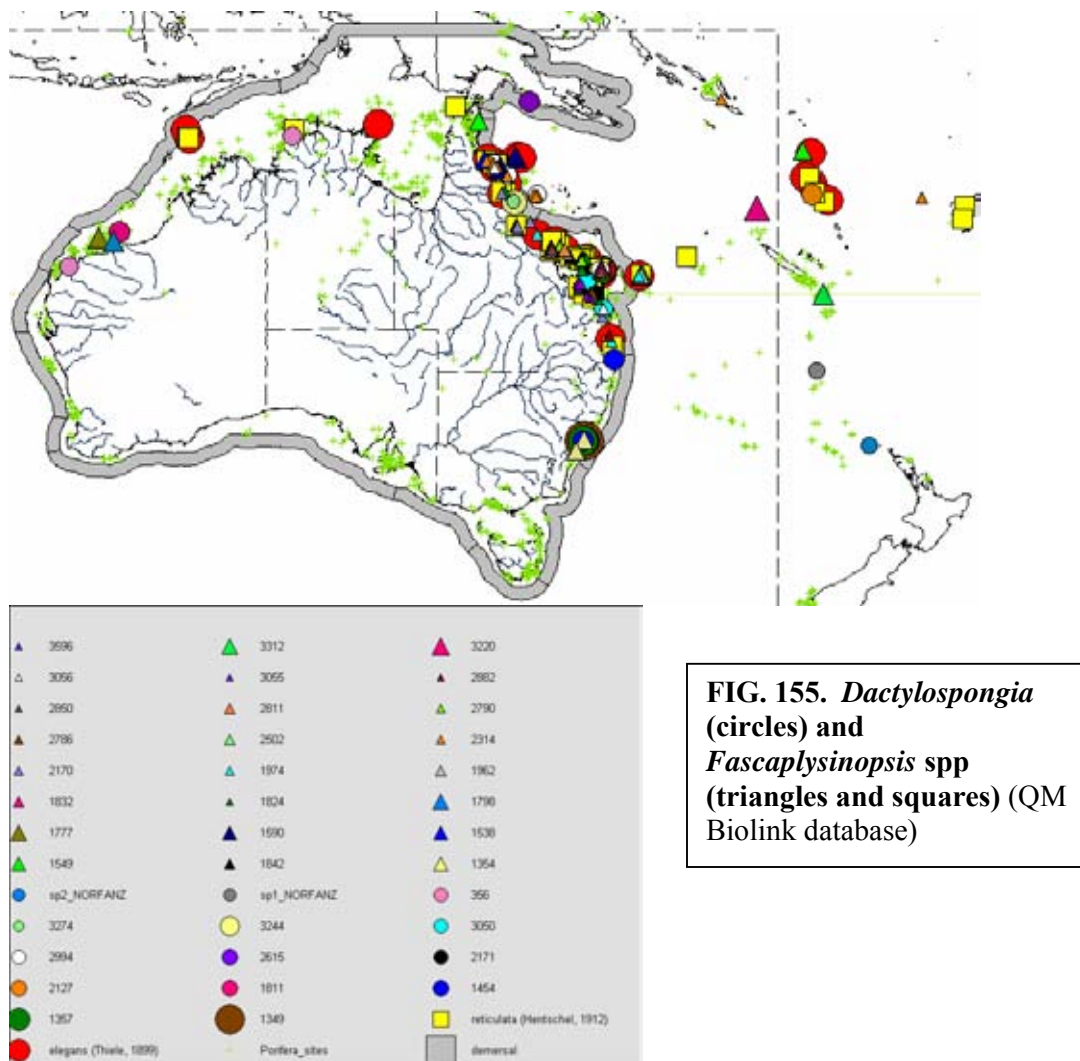 3596 3312 3220
3056 3055 2882
2850 2811 2790
2786 2502 2314
2170 1974 1962
1832 1824 1798
1777 1590 1538
1549 1842 1354
sp2_NORFANZ sp1_NORFANZ 356
3274 3244 3050
2994 2615 2171
2127 1811 1454
1357 1349 reticulata (Hentschel, 1912)
elegans (Thiele, 1899) Porifera_sites demersal
FIG. 155. Dactylospongia
(circles) and
Fascaplysinopsis spp
(triangles and squares) (QM
Biolink database)